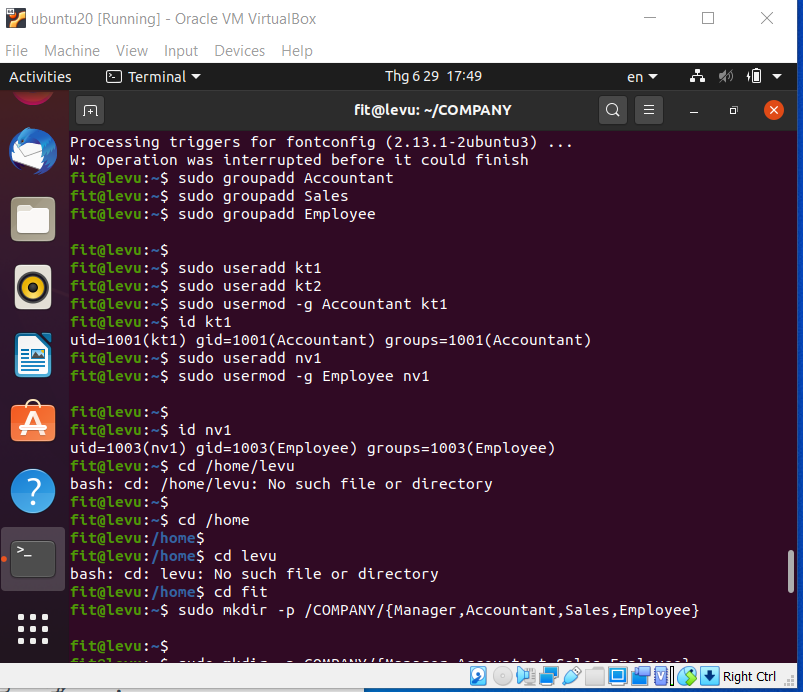 ubuntu20 [Running] - Oracle VM VirtualBox
File Machine View Input Devices Help
Activities Terminal Thg 6 29 17:49 en
fit@levu: ~/COMPANY
Processing triggers for fontconfig (2.13.1-2ubuntu3) ...
W: Operation was interrupted before it could finish
fit@levu:~$ sudo groupadd Accountant
fit@levu:~$ sudo groupadd Sales
fit@levu:~$ sudo groupadd Employee
fit@levu:~$
fit@levu:~$ sudo useradd kt1
fit@levu:~$ sudo useradd kt2
fit@levu:~$ sudo usermod -g Accountant kt1
fit@levu:~$ id kt1
uid=1001(kt1) gid=1001(Accountant) groups=1001(Accountant)
fit@levu:~$ sudo useradd nv1
fit@levu:~$ sudo usermod -g Employee nv1
fit@levu:~$
fit@levu:~$ id nv1
uid=1003(nv1) gid=1003(Employee) groups=1003(Employee)
fit@levu:~$ cd /home/levu
bash: cd: /home/levu: No such file or directory
fit@levu:~$
fit@levu:~$ cd /home
fit@levu:/home$
fit@levu:/home$ cd levu
bash: cd: levu: No such file or directory
fit@levu:/home$ cd fit
fit@levu:~$ sudo mkdir -p /COMPANY/{Manager,Accountant,Sales,Employee}
fit@levu:~$
Right Ctrl